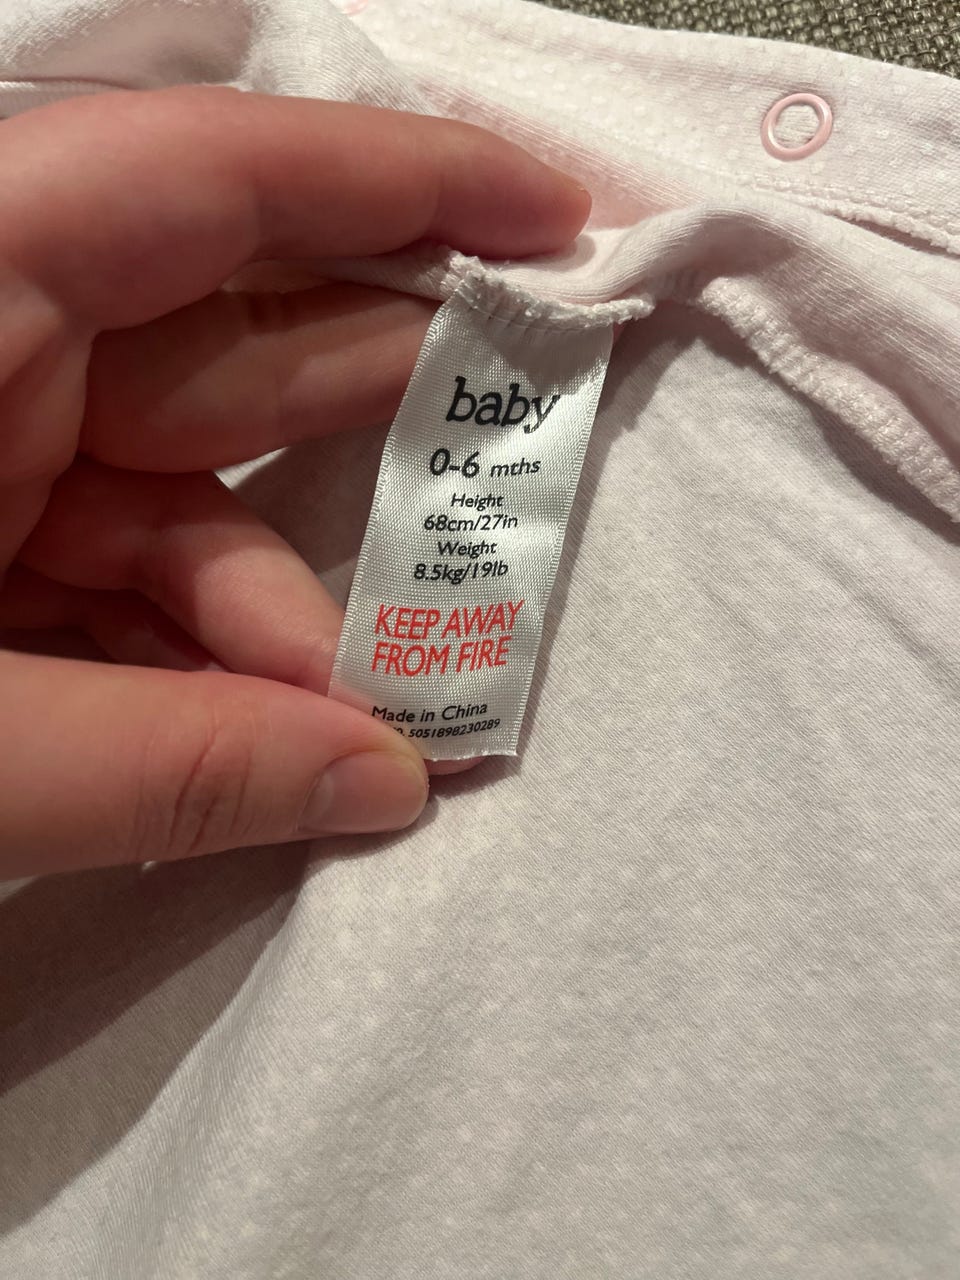 baby
0-6 mths
Height
68cm/27in
Weight
8.5kg/19lb
KEEP AWAY
FROM FIRE
Made in China
5051898230289